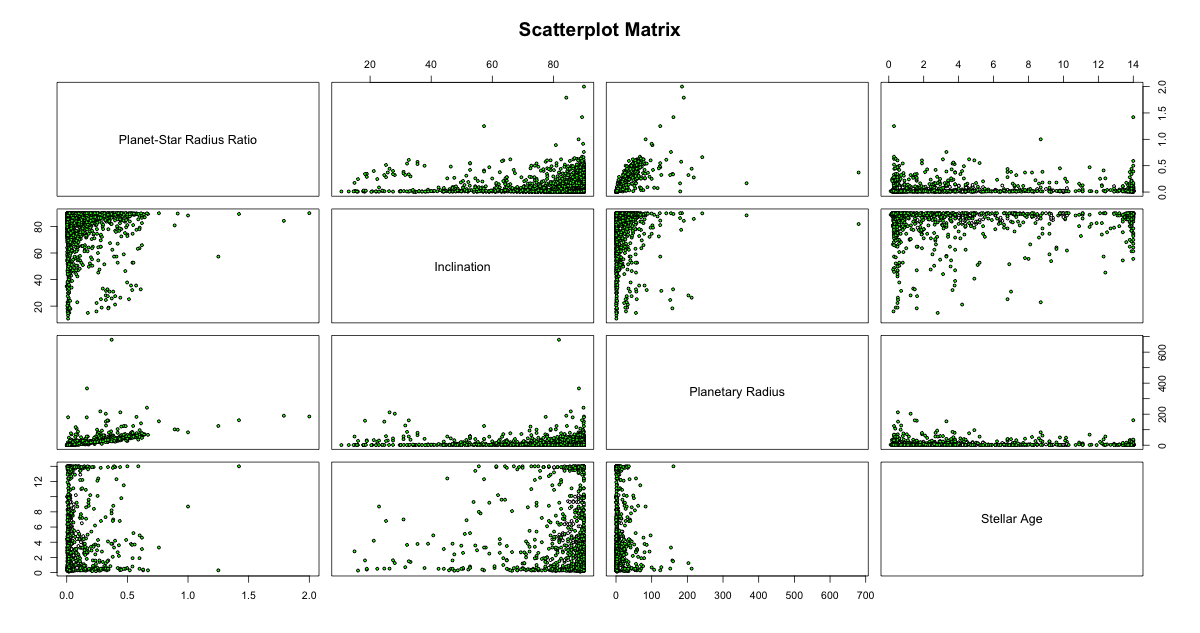 Scatterplot Matrix
20 40 60 80
0 2 4 6 8 10 12 14
Planet-Star Radius Ratio
0.0 0.5 1.0 1.5 2.0
20 40 60 80
Inclination
Planetary Radius
0 200 400 600
0 2 4 6 8 12
Stellar Age
0.0 0.5 1.0 1.5 2.0
0 100 200 300 400 500 600 700